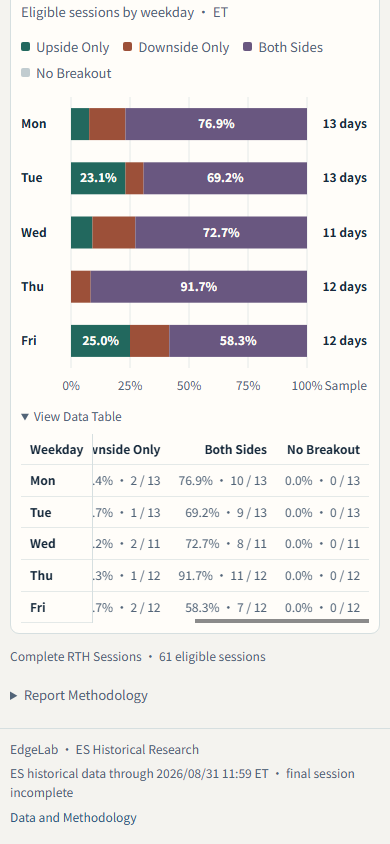 Eligible sessions by weekday • ET
Upside Only Downside Only Both Sides
No Breakout
Mon 76.9% 13 days
Tue 23.1% 69.2% 13 days
Wed 72.7% 11 days
Thu 91.7% 12 days
Fri 25.0% 58.3% 12 days
0% 25% 50% 75% 100% Sample
▼ View Data Table
Weekday wnside Only Both Sides No Breakout
Mon .4% • 2 / 13 76.9% • 10 / 13 0.0% • 0 / 13
Tue .7% • 1 / 13 69.2% • 9 / 13 0.0% • 0 / 13
Wed .2% • 2 / 11 72.7% • 8 / 11 0.0% • 0 / 11
Thu .3% • 1 / 12 91.7% • 11 / 12 0.0% • 0 / 12
Fri .7% • 2 / 12 58.3% • 7 / 12 0.0% • 0 / 12
Complete RTH Sessions • 61 eligible sessions
▶ Report Methodology
EdgeLab • ES Historical Research
ES historical data through 2026/08/31 11:59 ET • final session
incomplete
Data and Methodology